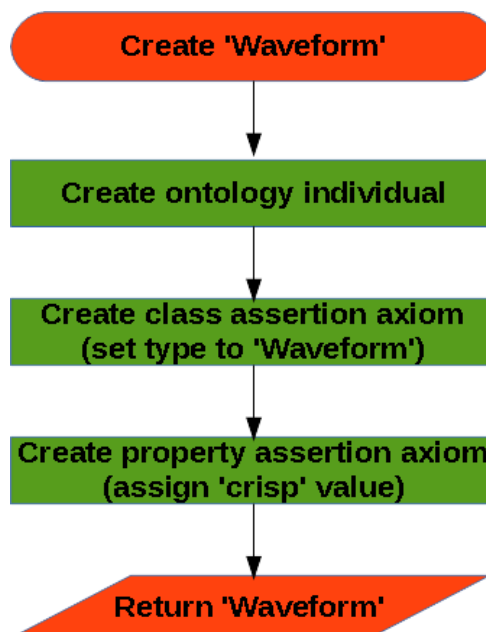 Create 'Waveform'
Create ontology individual
Create class assertion axiom
(set type to 'Waveform')
Create property assertion axiom
(assign 'crisp' value)
Return 'Waveform'